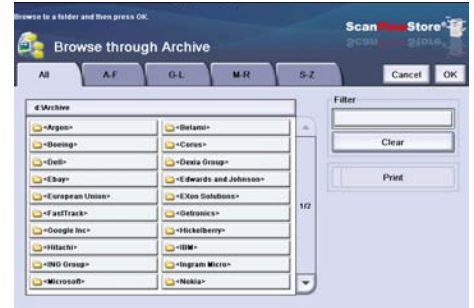 Browse to a folder and then press OK.
ScanFlowStore®
Browse through Archive
All
A-F
G-L
M-R
S-Z
Cancel
OK
d:\Archive
Filter
<Argon>
<Belami>
<Boeing>
<Corus>
Clear
<Dell>
<Dexia Group>
<Ebay>
<Edwards and Johnson>
Print
<European Union>
<EXon Solutions>
1/2
<FastTrack>
<Getronics>
<Google Inc>
<Hickelberry>
<Hitachi>
<IBM>
<ING Group>
<Ingram Micro>
<Microsoft>
<Nokia>